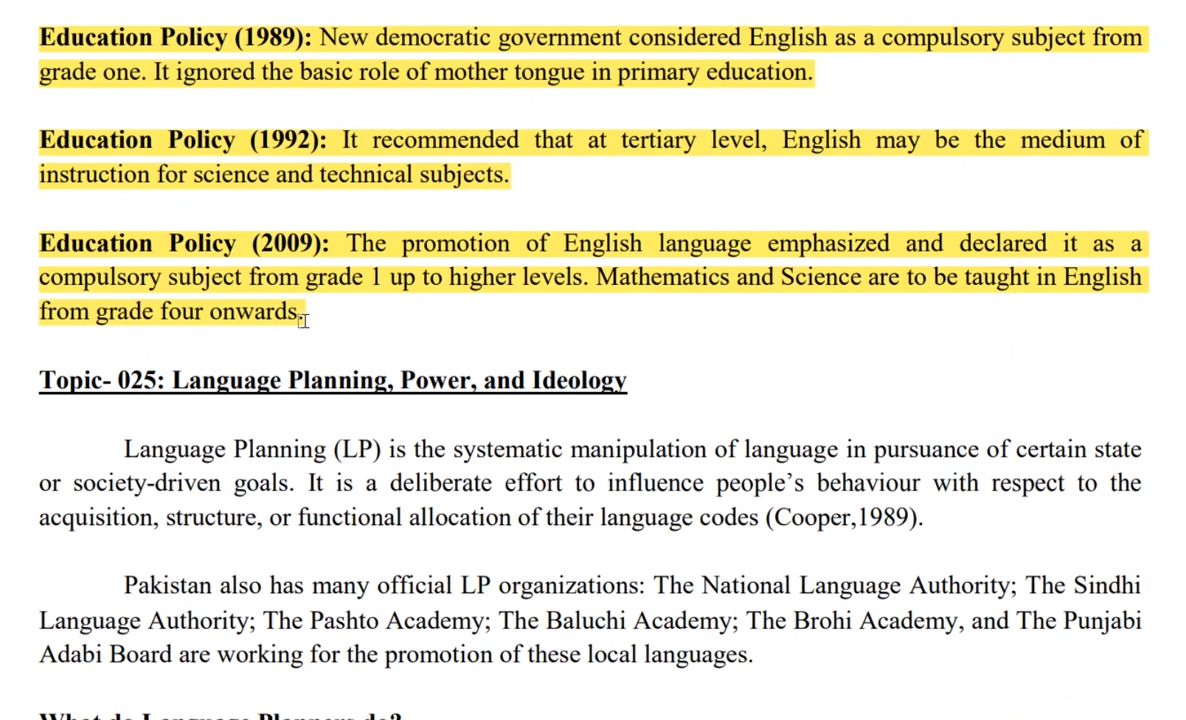 Education Policy (1989): New democratic government considered English as a compulsory subject from
grade one. It ignored the basic role of mother tongue in primary education.
Education Policy (1992): It recommended that at tertiary level, English may be the medium of
instruction for science and technical subjects.
Education Policy (2009): The promotion of English language emphasized and declared it as a
compulsory subject from grade 1 up to higher levels. Mathematics and Science are to be taught in English
from grade four onwards.
Topic- 025: Language Planning, Power, and Ideology
Language Planning (LP) is the systematic manipulation of language in pursuance of certain state
or society-driven goals. It is a deliberate effort to influence people’s behaviour with respect to the
acquisition, structure, or functional allocation of their language codes (Cooper,1989).
Pakistan also has many official LP organizations: The National Language Authority; The Sindhi
Language Authority; The Pashto Academy; The Baluchi Academy; The Brohi Academy, and The Punjabi
Adabi Board are working for the promotion of these local languages.
What do Language Planners do?